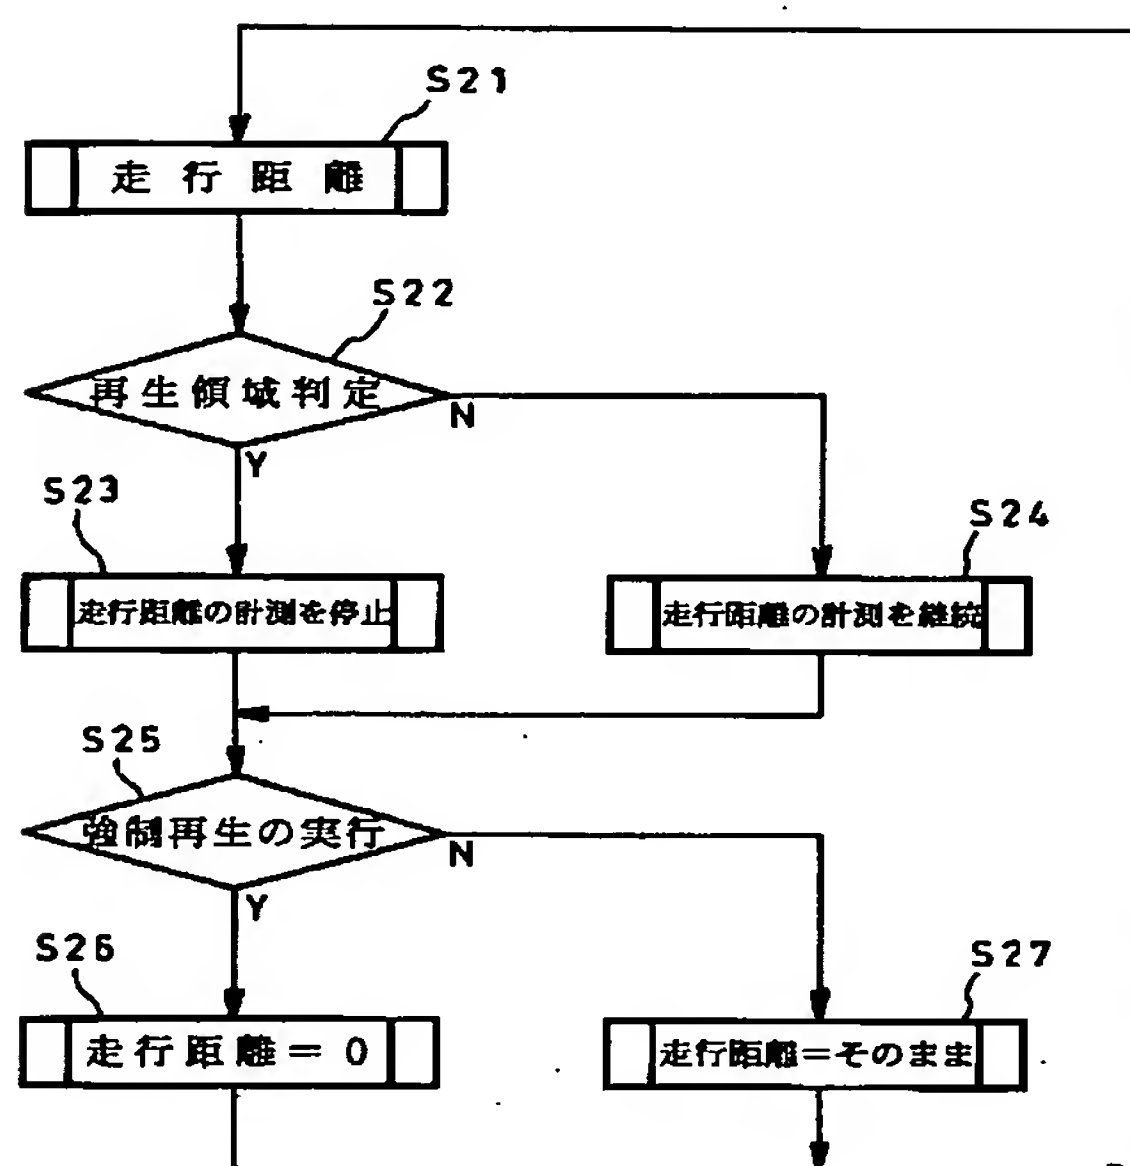 S21
走行距離
S22
再生領域判定
N
Y
S23
S24
走行距離の計測を停止
走行距離の計測を継続
S25
強制再生の実行
N
Y
S26
S27
走行距離=0
走行距離=そのまま